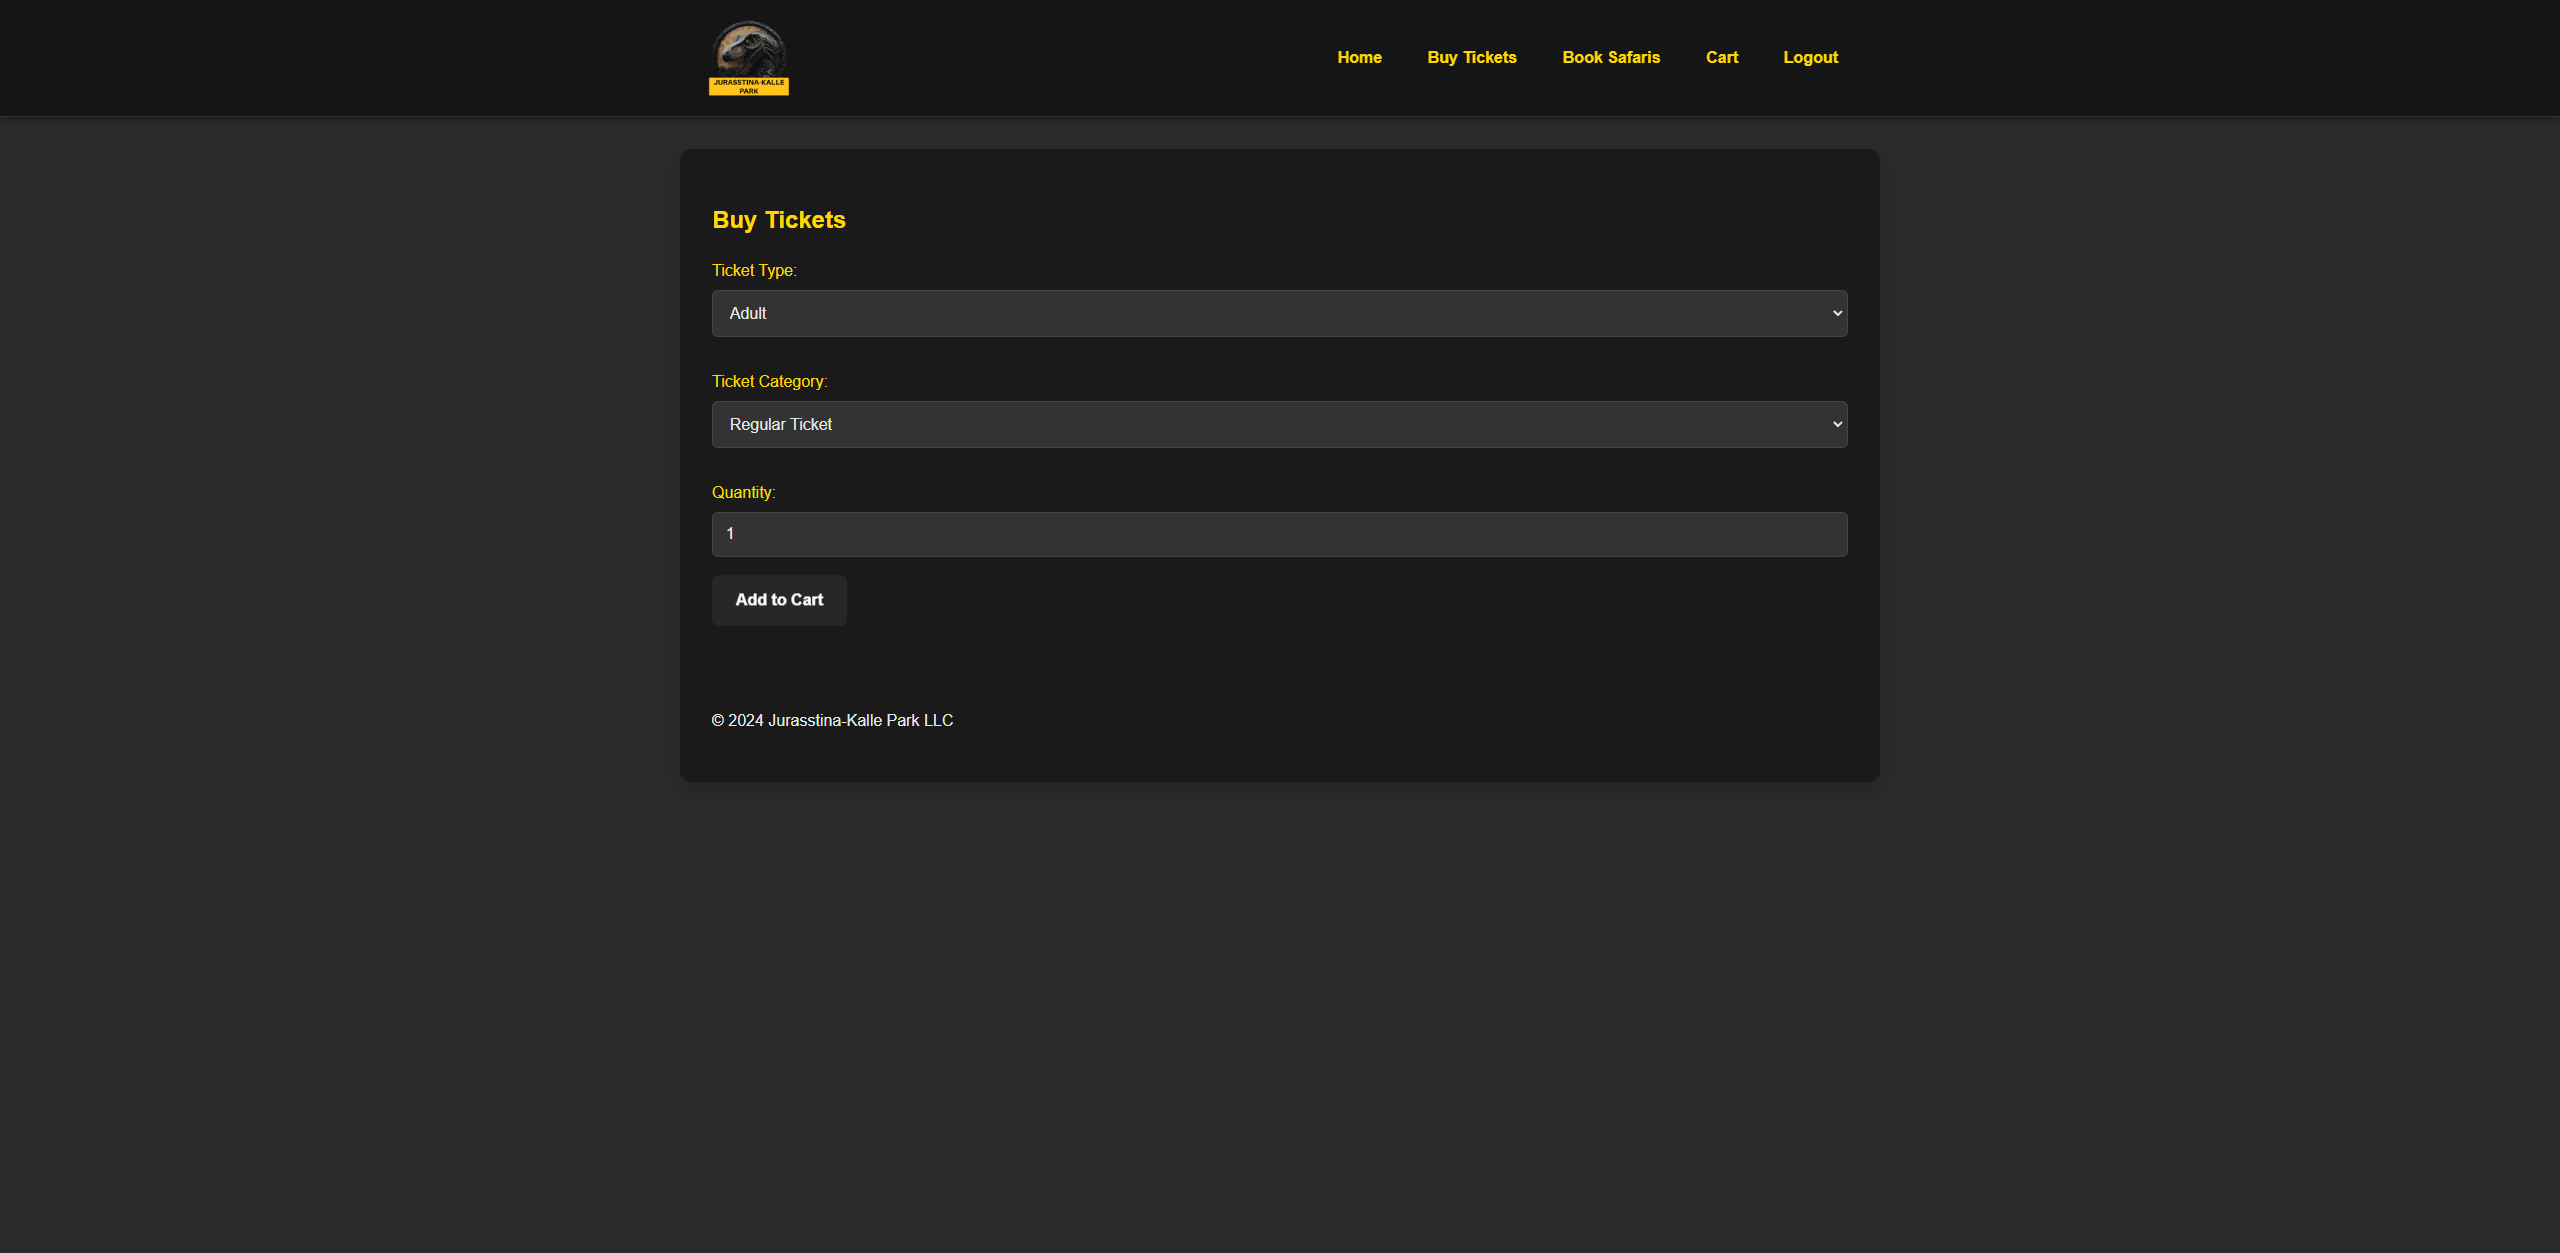 JURASSTINA-KALLE
PARK
Home
Buy Tickets
Book Safaris
Cart
Logout
Buy Tickets
Ticket Type:
Adult
Ticket Category:
Regular Ticket
Quantity:
1
Add to Cart
© 2024 Jurasstina-Kalle Park LLC